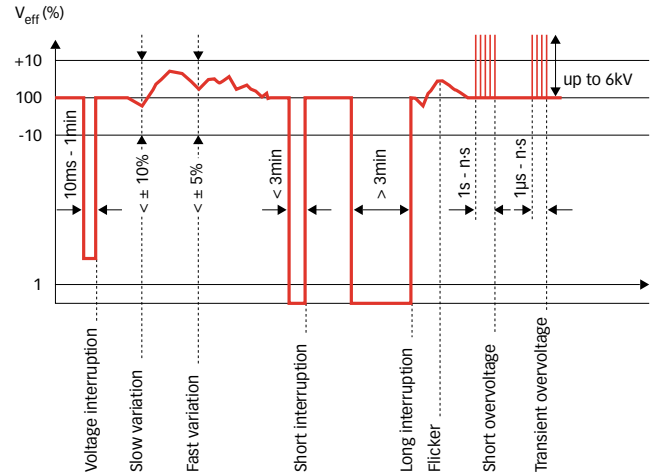 Veff (%)
+10
100
-10
1
10ms - 1min
< ± 10%
< ± 5%
< 3min
> 3min
1s - n·s
1µs - n·s
up to 6kV
Voltage interruption
Slow variation
Fast variation
Short interruption
Long interruption
Flicker
Short overvoltage
Transient overvoltage